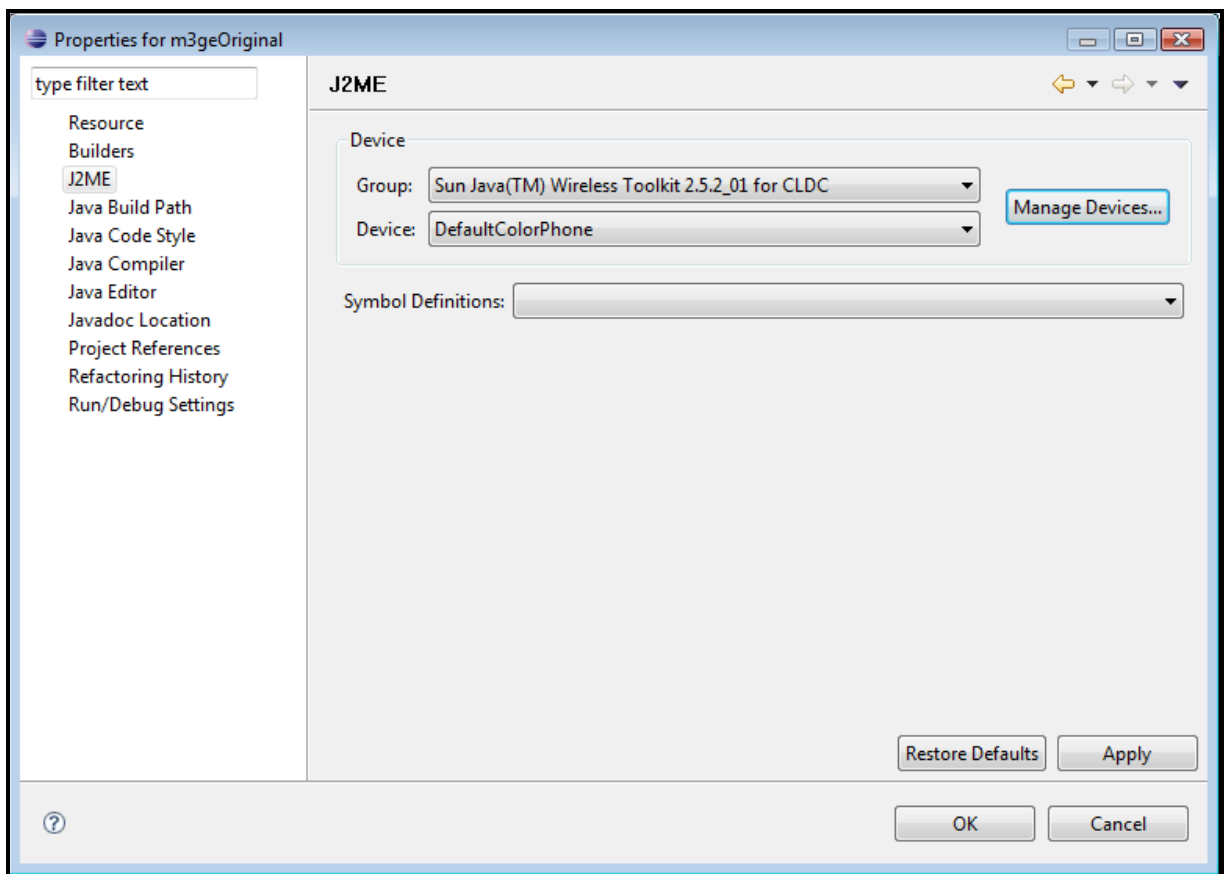 Properties for m3geOriginal
type filter text
J2ME
Resource
Builders
J2ME
Java Build Path
Java Code Style
Java Compiler
Java Editor
Javadoc Location
Project References
Refactoring History
Run/Debug Settings
Device
Group: Sun Java(TM) Wireless Toolkit 2.5.2_01 for CLDC
Manage Devices...
Device: DefaultColorPhone
Symbol Definitions:
Restore Defaults Apply
? OK Cancel